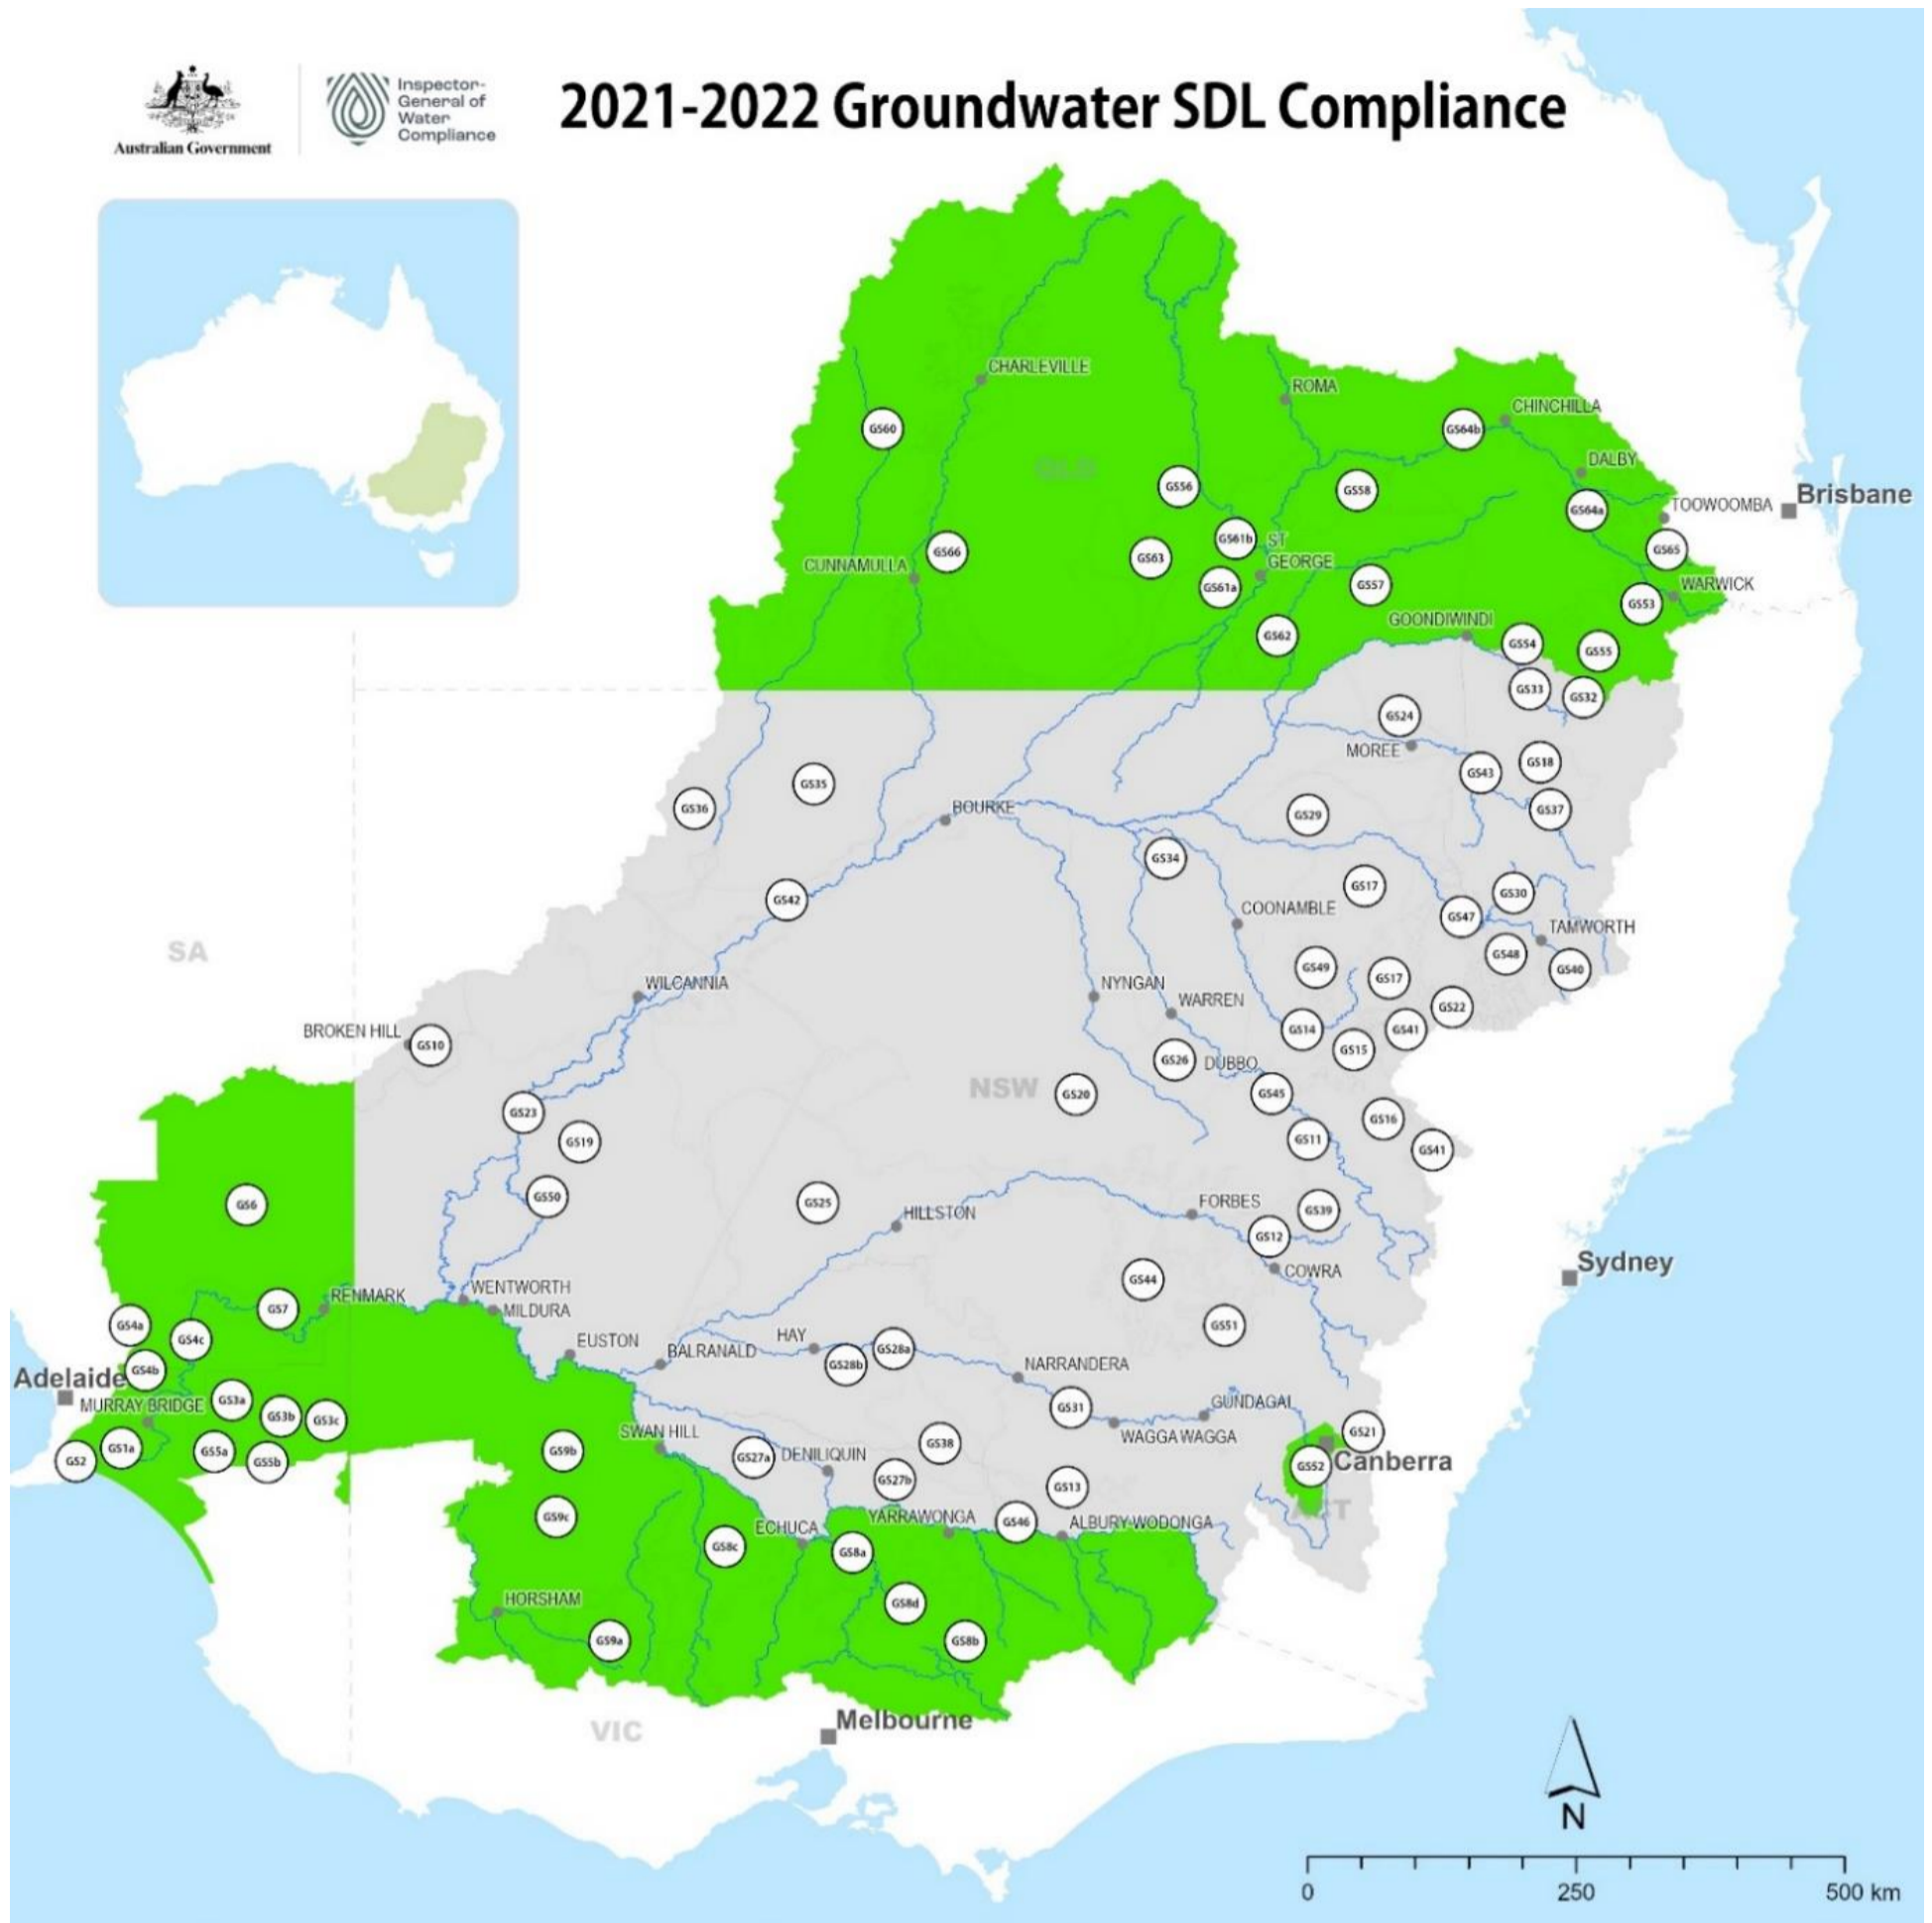 Australian Government
Inspector-
General of
Water
Compliance
2021-2022 Groundwater SDL Compliance
CHARLEVILLE
ROMA
CHINCHILLA
GS60
GS64b
QLD
DALBY
GS56
GS58
Brisbane
TOOWOOMBA
GS64a
GS61b
ST
GEORGE
GS65
GS66
CUNNAMULLA
GS63
GS61a
GS57
WARWICK
GS53
GOONDIWINDI
GS62
GS54
GS55
GS33
GS32
GS24
MOREE
GS18
GS43
GS35
GS36
BOURKE
GS29
GS37
GS34
GS17
GS30
GS42
COONAMBLE
GS47
TAMWORTH
SA
GS48
GS49
GS40
GS17
WILCANNIA
NYNGAN
WARREN
GS22
BROKEN HILL
GS10
GS14
GS41
GS15
GS26
DUBBO
NSW
GS20
GS45
GS23
GS16
GS19
GS11
GS41
GS6
GS50
GS25
FORBES
GS39
HILLSTON
GS12
Sydney
COWRA
GS44
WENTWORTH
RENMARK
GS7
MILDURA
GS4a
GS4c
GS51
EUSTON
HAY
GS28a
BALRANALD
GS28b
GS4b
NARRANDERA
Adelaide
MURRAY BRIDGE
GS3a
GS3b
GS3c
GS31
GUNDAGAI
WAGGA WAGGA
SWAN HILL
GS21
GS38
GS1a
GS2
GS5a
GS5b
GS9b
GS27a
DENILIQUIN
GS52
Canberra
GS27b
GS13
ACT
GS9c
YARRAWONGA
GS46
ALBURY-WODONGA
ECHUCA
GS8c
GS8a
HORSHAM
GS8d
GS9a
GS8b
VIC
Melbourne
N
0 250 500 km